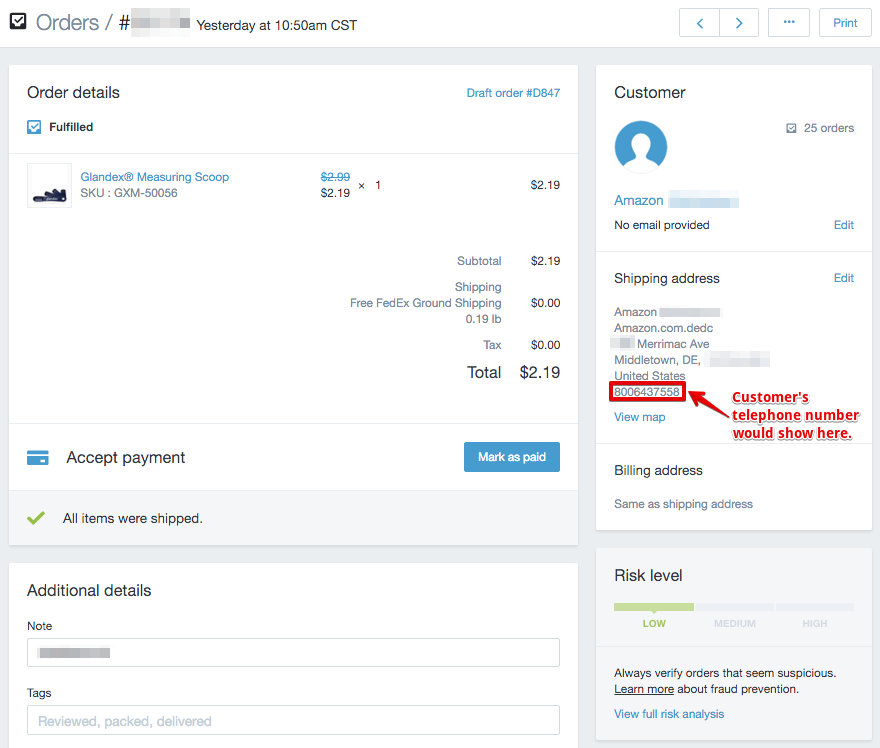 Orders / #
Yesterday at 10:50am CST
...
Print
Order details
Draft order #D847
Fulfilled
Glandex® Measuring Scoop
SKU : GXM-50056
$2.99
$2.19 × 1
$2.19
Subtotal $2.19
Shipping
Free FedEx Ground Shipping $0.00
0.19 lb
Tax $0.00
Total $2.19
Accept payment
Mark as paid
All items were shipped.
Additional details
Note
Tags
Reviewed, packed, delivered
Customer
25 orders
Amazon
No email provided
Edit
Shipping address
Edit
Amazon
Amazon.com.dedc
Merrimac Ave
Middletown, DE,
United States
8006437558
View map
Customer's
telephone number
would show here.
Billing address
Same as shipping address
Risk level
LOW MEDIUM HIGH
Always verify orders that seem suspicious.
Learn more about fraud prevention.
View full risk analysis